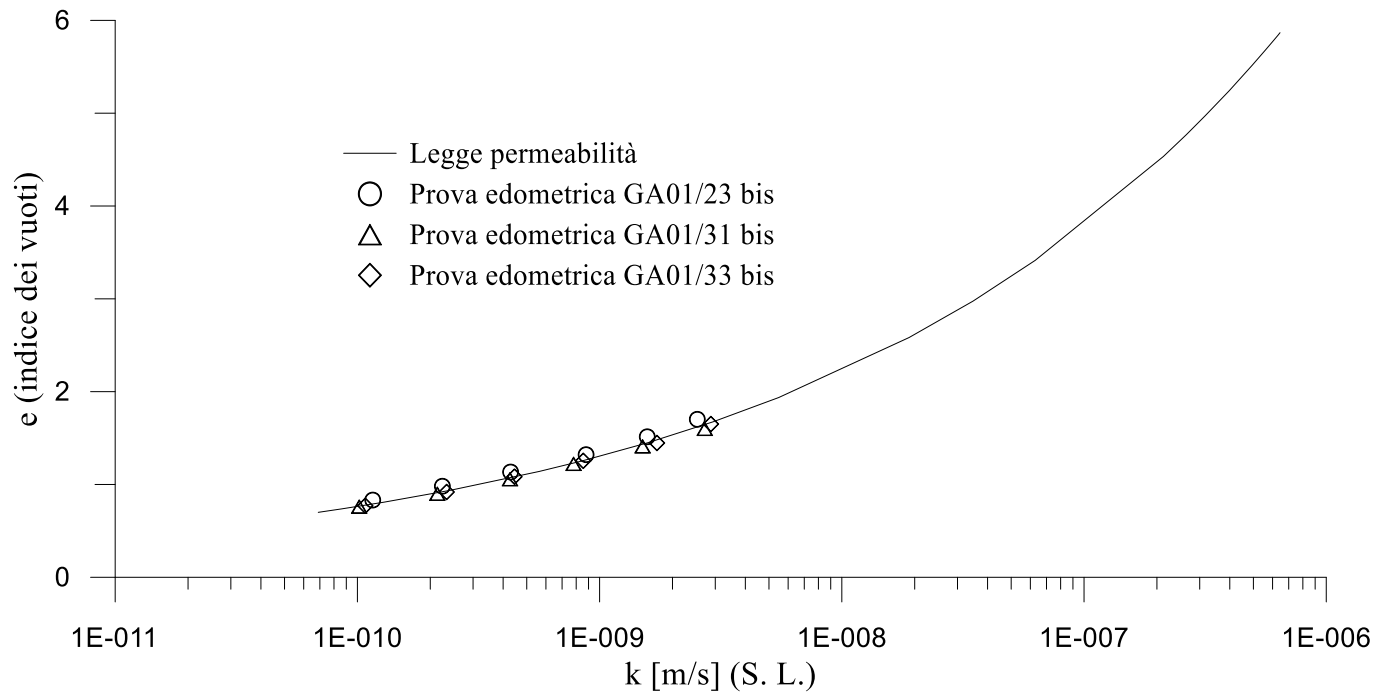 6
4
2
0
e (indice dei vuoti)
Legge permeabilità
Prova edometrica GA01/23 bis
Prova edometrica GA01/31 bis
Prova edometrica GA01/33 bis
1E-011 1E-010 1E-009 1E-008 1E-007 1E-006
k [m/s] (S. L.)